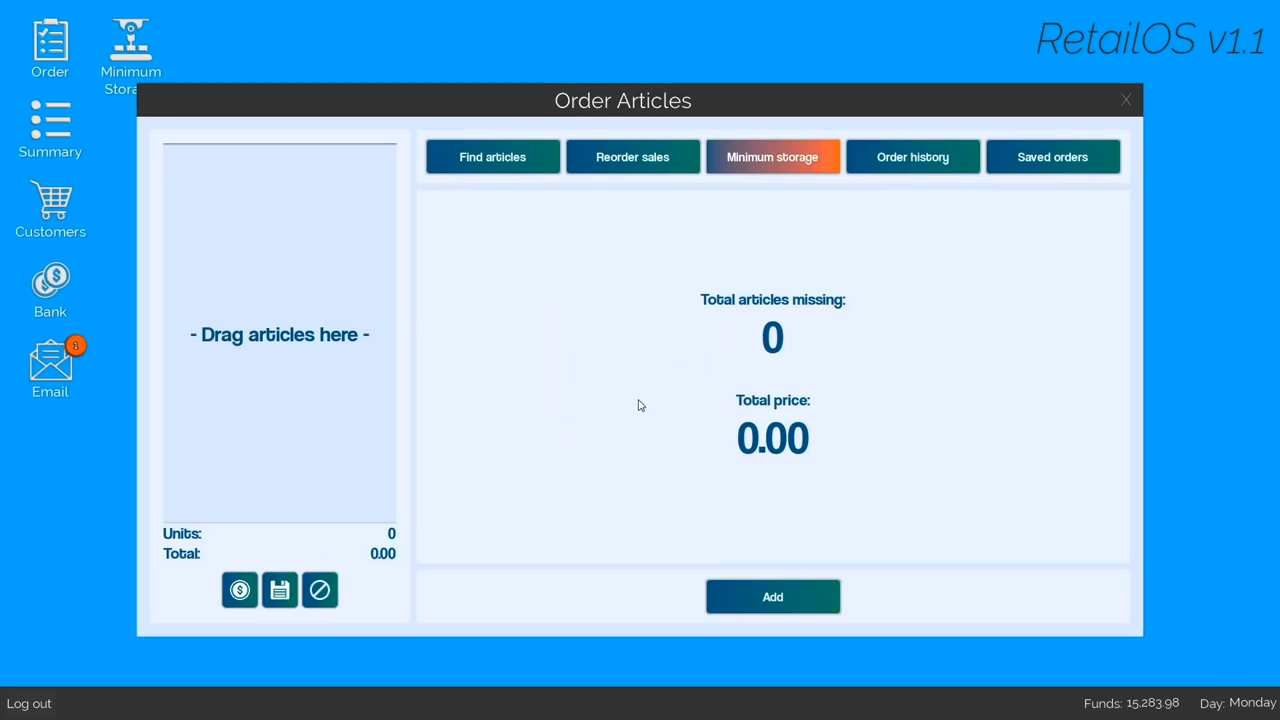 RetailOS v1.1
Order
Minimum
Stora
Summary
Customers
Bank
1
Email
Order Articles
X
Find articles
Reorder sales
Minimum storage
Order history
Saved orders
- Drag articles here -
Units: 0
Total: 0.00
Total articles missing:
0
Total price:
0.00
Add
Log out
Funds: 15,283.98
Day: Monday